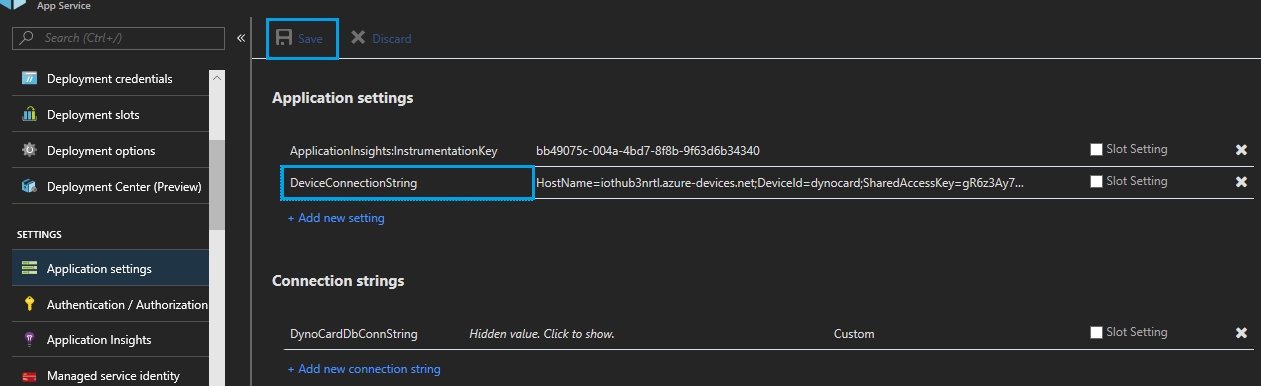 App Service
Search (Ctrl+/)
«
Save
Discard
Deployment credentials
Deployment slots
Deployment options
Deployment Center (Preview)
SETTINGS
Application settings
Authentication / Authorization
Application Insights
Managed service identity
Application settings
ApplicationInsights:InstrumentationKey bb49075c-004a-4bd7-8f8b-9f63d6b34340 Slot Setting
DeviceConnectionString HostName=iothub3nrtl.azure-devices.net;DeviceId=dynocard;SharedAccessKey=gR6z3Ay7... Slot Setting
+ Add new setting
Connection strings
DynoCardDbConnString Hidden value. Click to show. Custom Slot Setting
+ Add new connection string